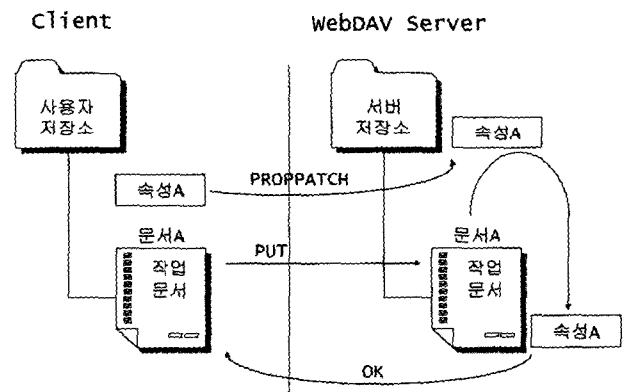 Client
WebDAV Server
사용자
저장소
서버
저장소
속성A
속성A
PROPPATCH
문서A
작업
문서
PUT
문서A
작업
문서
속성A
OK